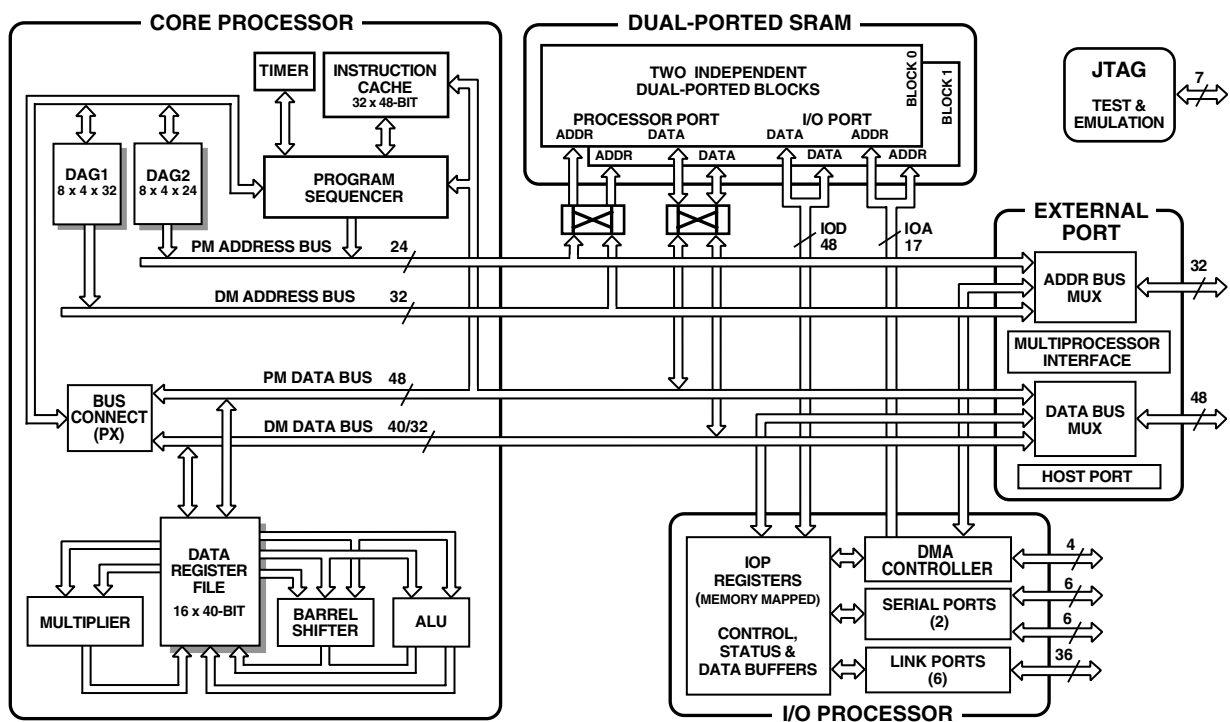 CORE PROCESSOR
TIMER
INSTRUCTION
CACHE
32 x 48-BIT
DAG1
8 x 4 x 32
DAG2
8 x 4 x 24
PROGRAM
SEQUENCER
PM ADDRESS BUS 24
DM ADDRESS BUS 32
PM DATA BUS 48
BUS
CONNECT
(PX)
DM DATA BUS 40/32
DATA
REGISTER
FILE
16 x 40-BIT
MULTIPLIER
BARREL
SHIFTER
ALU
DUAL-PORTED SRAM
TWO INDEPENDENT
DUAL-PORTED BLOCKS
BLOCK 0
BLOCK 1
PROCESSOR PORT
I/O PORT
ADDR DATA DATA ADDR
ADDR DATA DATA ADDR
IOD
48
IOA
17
JTAG
TEST &
EMULATION
7
EXTERNAL
PORT
ADDR BUS
MUX
32
MULTIPROCESSOR
INTERFACE
DATA BUS
MUX
48
HOST PORT
IOP
REGISTERS
(MEMORY MAPPED)
CONTROL,
STATUS &
DATA BUFFERS
DMA
CONTROLLER
4
SERIAL PORTS
(2)
6
6
LINK PORTS
(6)
36
I/O PROCESSOR